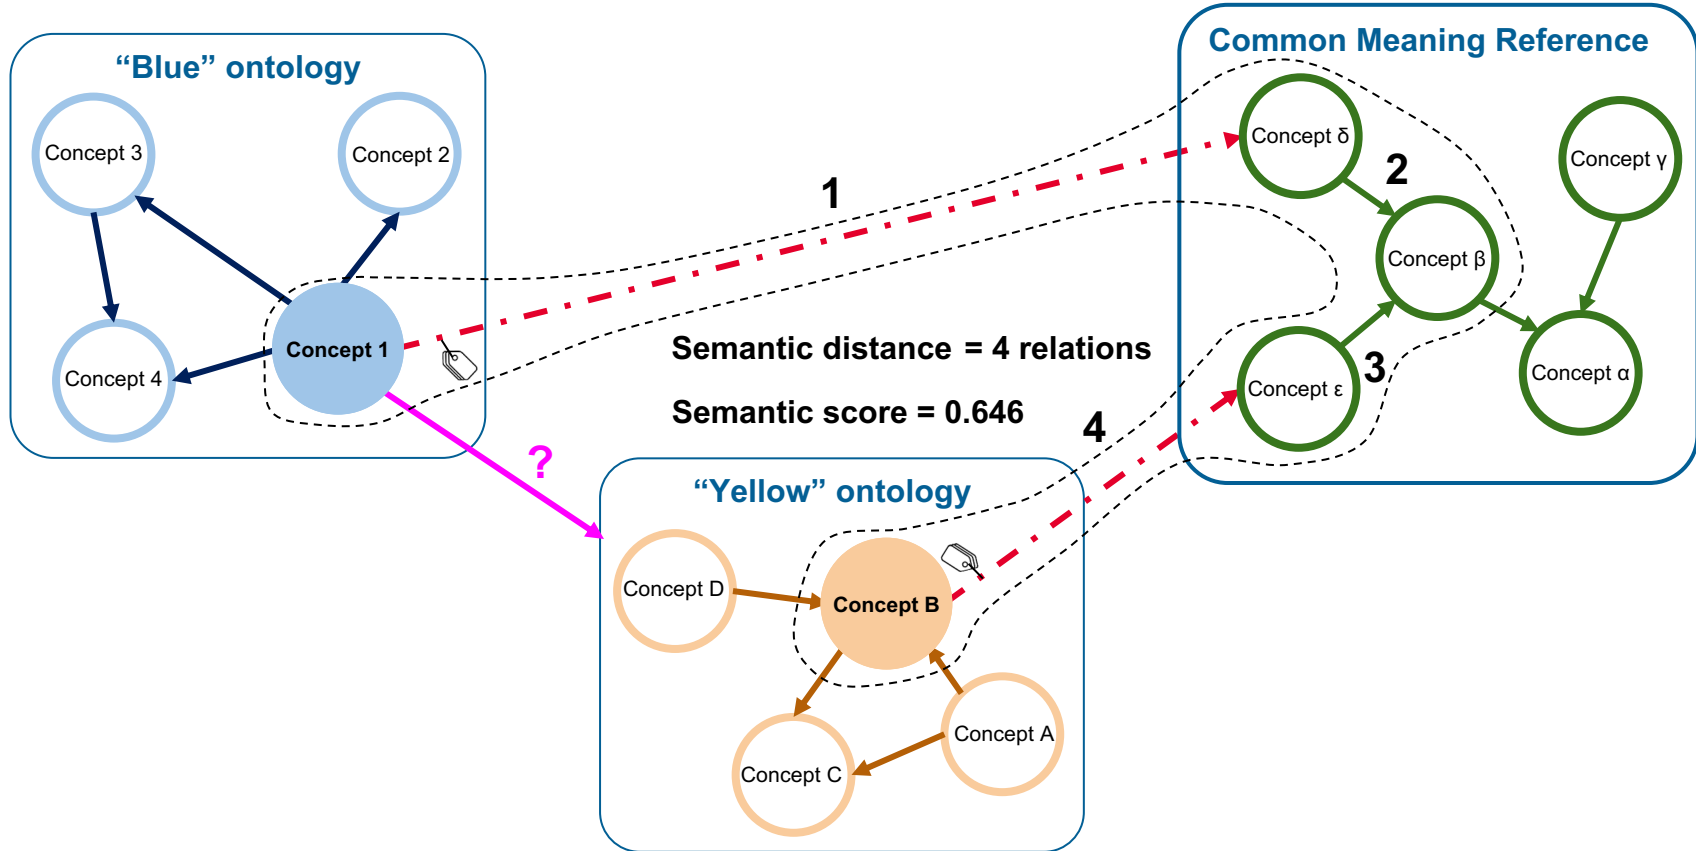 “Blue” ontology
Concept 3
Concept 2
Concept 1
Concept 4
?
1
Common Meaning Reference
Concept δ
2
Concept γ
Concept β
Concept ε
3
Concept α
4
Semantic distance = 4 relations
Semantic score = 0.646
“Yellow” ontology
Concept D
Concept B
Concept A
Concept C